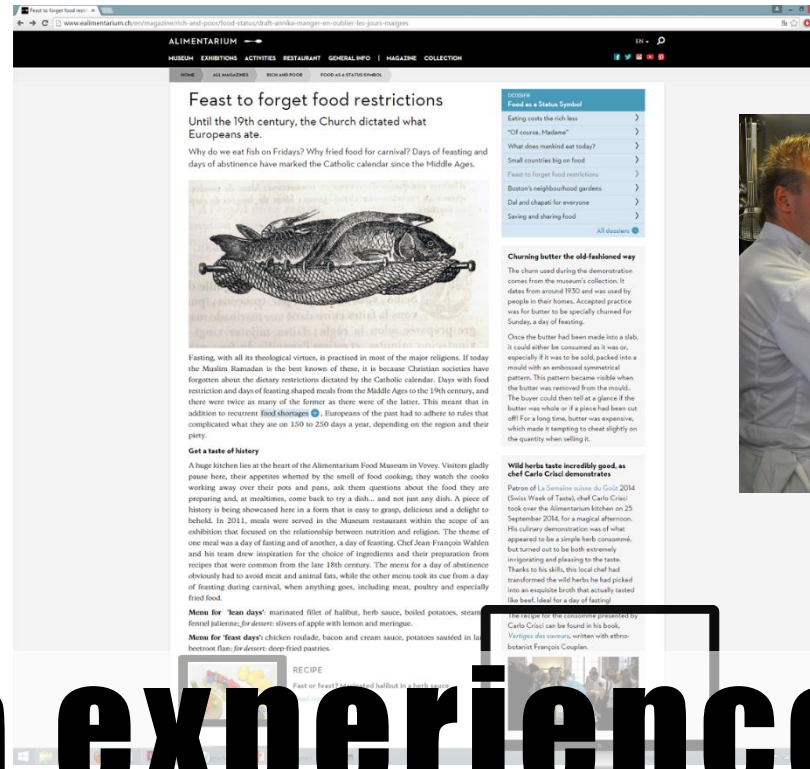 Feast to forget food restri
www.ealimentarium.ch/en/magazine/rich-and-poor/food-status/draft-annika-manger-en-oublier-les-jours-maigres
ALIMENTARIUM
EN
MUSEUM EXHIBITIONS ACTIVITIES RESTAURANT GENERAL INFO | MAGAZINE COLLECTION
HOME ALL MAGAZINES RICH AND POOR FOOD AS A STATUS SYMBOL
Feast to forget food restrictions
Until the 19th century, the Church dictated what
Europeans ate.
Why do we eat fish on Fridays? Why fried food for carnival? Days of feasting and
days of abstinence have marked the Catholic calendar since the Middle Ages.
Fasting, with all its theological virtues, is practised in most of the major religions. If today
the Muslim Ramadan is the best known of these, it is because Christian societies have
forgotten about the dietary restrictions dictated by the Catholic calendar. Days with food
restriction and days of feasting shaped meals from the Middle Ages to the 19th century, and
there were twice as many of the former as there were of the latter. This meant that in
addition to recurrent food shortages, Europeans of the past had to adhere to rules that
complicated what they ate on 150 to 250 days a year, depending on the region and their
piety.
Get a taste of history
A huge kitchen lies at the heart of the Alimentarium Food Museum in Vevey. Visitors gladly
pause here, their appetites whetted by the smell of food cooking; they watch the cooks
working away over their pots and pans, ask them questions about the food they are
preparing and, at mealtimes, come back to try a dish... and not just any dish. A piece of
history is being showcased here in a form that is easy to grasp, delicious and a delight to
behold. In 2011, meals were served in the Museum restaurant within the scope of an
exhibition that focused on the relationship between nutrition and religion. The theme of
one meal was a day of fasting and of another, a day of feasting. Chef Jean-François Wahlen
and his team drew inspiration for the choice of ingredients and their preparation from
recipes that were common from the late 18th century. The menu for a day of abstinence
obviously had to avoid meat and animal fats, while the other menu took its cue from a day
of feasting during carnival, when anything goes, including meat, poultry and especially
fried food.
Menu for 'lean days': marinated fillet of halibut, herb sauce, boiled potatoes, steam
fennel julienne; for dessert: slivers of apple with lemon and meringue.
Menu for 'feast days': chicken roulade, bacon and cream sauce, potatoes sautéed in la
beetroot flan; for dessert: deep-fried pastries.
RECIPE
Fast or feast? Marinated halibut in a herb sauce
DOSSIER
Food as a Status Symbol
Eating costs the rich less
"Of course, Madame"
What does mankind eat today?
Small countries big on food
Feast to forget food restrictions
Boston's neighbourhood gardens
Dal and chapati for everyone
Saving and sharing food
All dossiers
Churning butter the old-fashioned way
The churn used during the demonstration
comes from the museum's collection. It
dates from around 1930 and was used by
people in their homes. Accepted practice
was for butter to be specially churned for
Sunday, a day of feasting.
Once the butter had been made into a slab,
it could either be consumed as it was or,
especially if it was to be sold, packed into a
mould with an embossed symmetrical
pattern. This pattern became visible when
the butter was removed from the mould..
The buyer could then tell at a glance if the
butter was whole or if a piece had been cut
off! For a long time, butter was expensive,
which made it tempting to cheat slightly on
the quantity when selling it.
Wild herbs taste incredibly good, as
chef Carlo Crisci demonstrates
Patron of La Semaine suisse du Goût 2014
(Swiss Week of Taste), chef Carlo Crisci
took over the Alimentarium kitchen on 25
September 2014, for a magical afternoon.
His culinary demonstration was of what
appeared to be a simple herb consommé,
but turned out to be both extremely
invigorating and pleasing to the taste.
Thanks to his skills, this local chef had
transformed the wild herbs he had picked
into an exquisite broth that actually tasted
like beef. Ideal for a day of fasting!
The recipe for the consommé presented by
Carlo Crisci can be found in his book,
Vertiges des saveurs, written with ethno-
botanist François Couplan.
experience